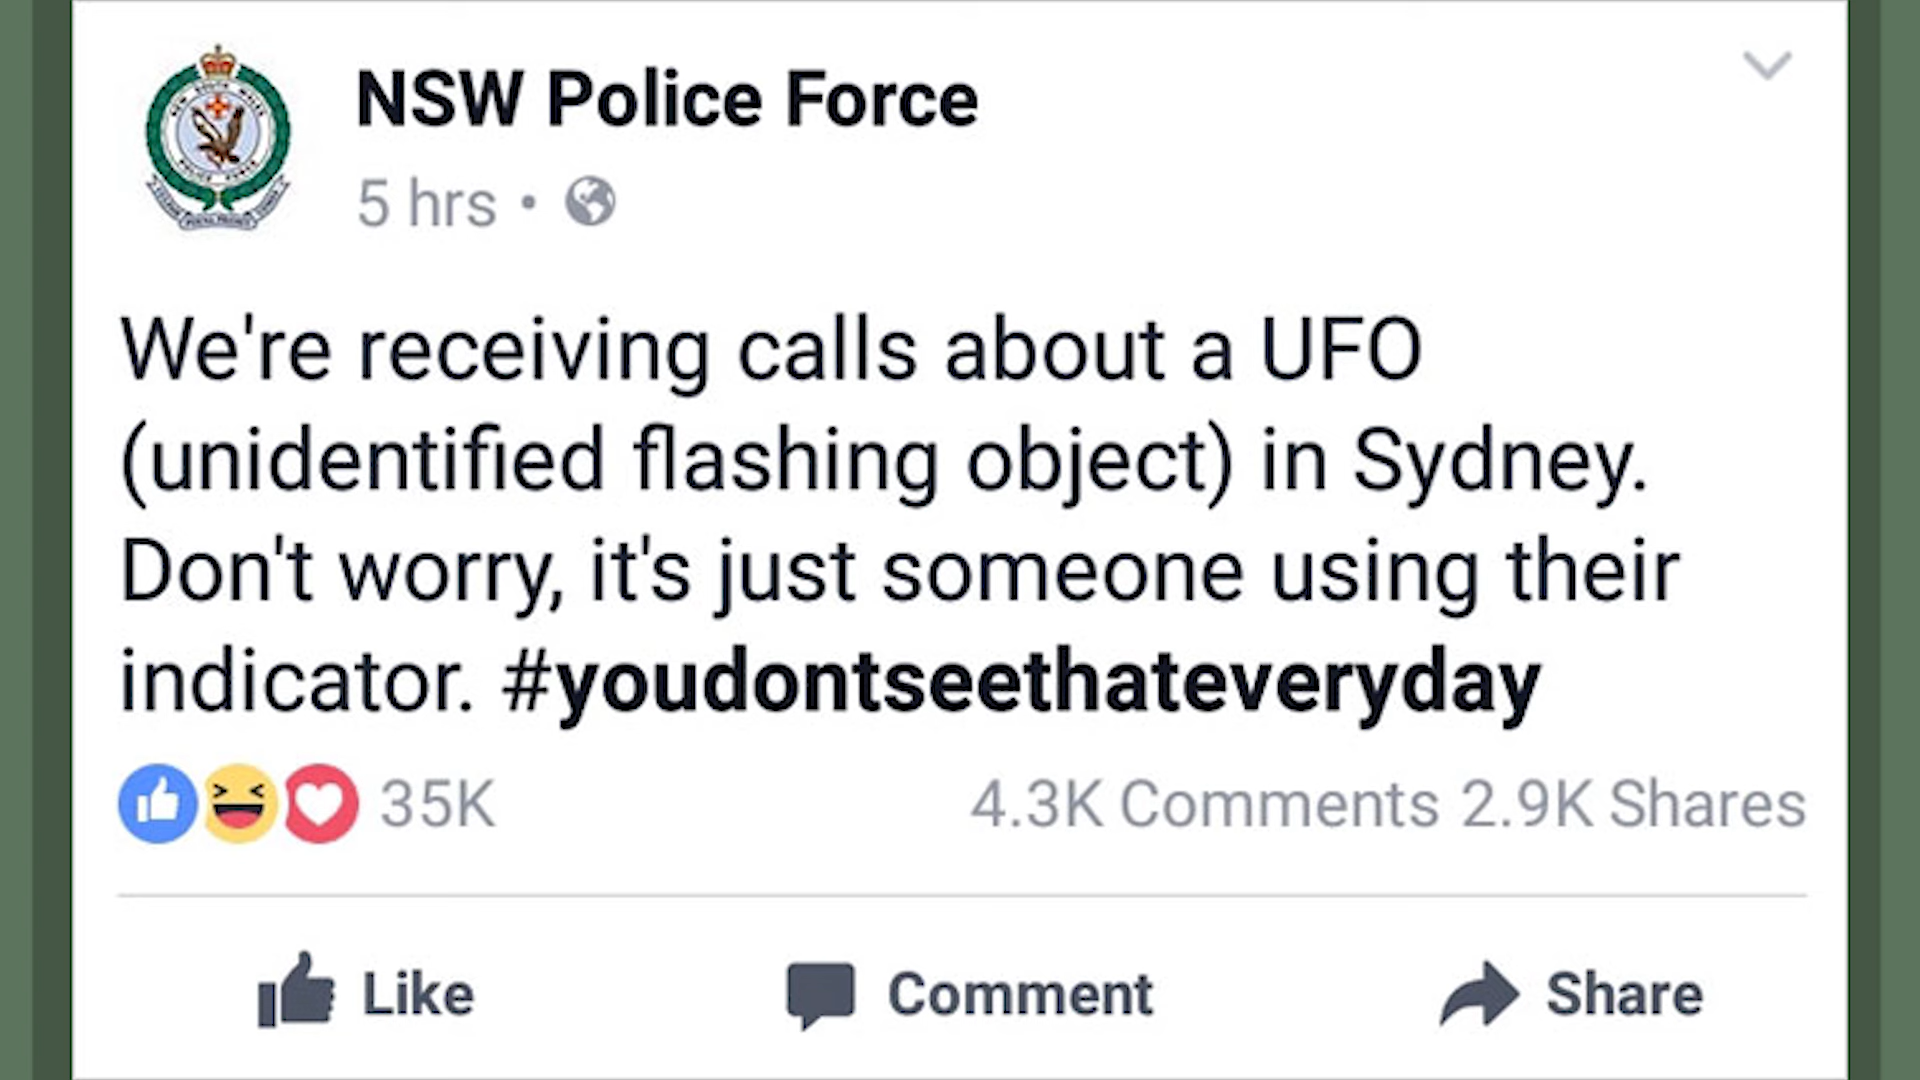 NSW Police Force
5 hrs •
We're receiving calls about a UFO
(unidentified flashing object) in Sydney.
Don't worry, it's just someone using their
indicator. #youdontseethateveryday
35K 4.3K Comments 2.9K Shares
Like Comment Share